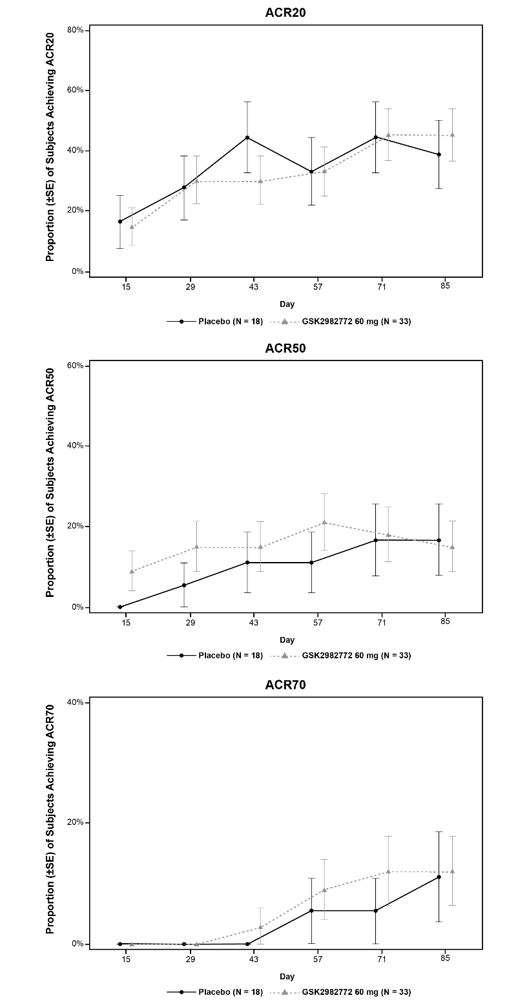 ACR20
Proportion (±SE) of Subjects Achieving ACR20
80%
60%
40%
20%
0%
15 29 43 57 71 85
Day
Placebo (N = 18) GSK2982772 60 mg (N = 33)
ACR50
Proportion (±SE) of Subjects Achieving ACR50
60%
40%
20%
0%
15 29 43 57 71 85
Day
Placebo (N = 18) GSK2982772 60 mg (N = 33)
ACR70
Proportion (±SE) of Subjects Achieving ACR70
40%
20%
0%
15 29 43 57 71 85
Day
Placebo (N = 18) GSK2982772 60 mg (N = 33)